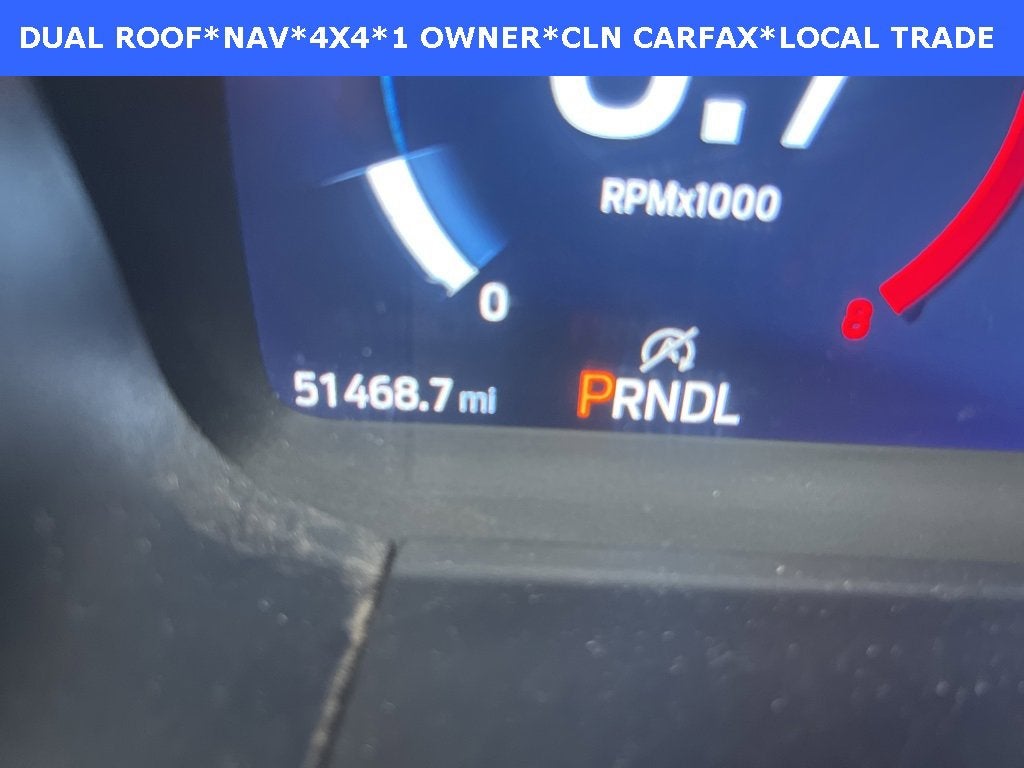 DUAL ROOF*NAV*4X4*1 OWNER*CLN CARFAX*LOCAL TRADE
RPMx1000
0
8
51468.7 mi
PRNDL